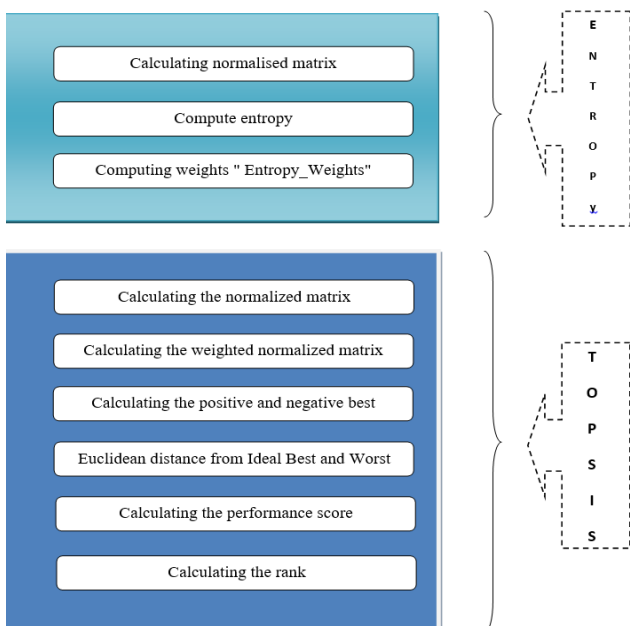 Calculating normalised matrix
Compute entropy
Computing weights " Entropy_Weights"
E
N
T
R
O
P
y
Calculating the normalized matrix
Calculating the weighted normalized matrix
Calculating the positive and negative best
Euclidean distance from Ideal Best and Worst
Calculating the performance score
Calculating the rank
T
O
P
S
I
S